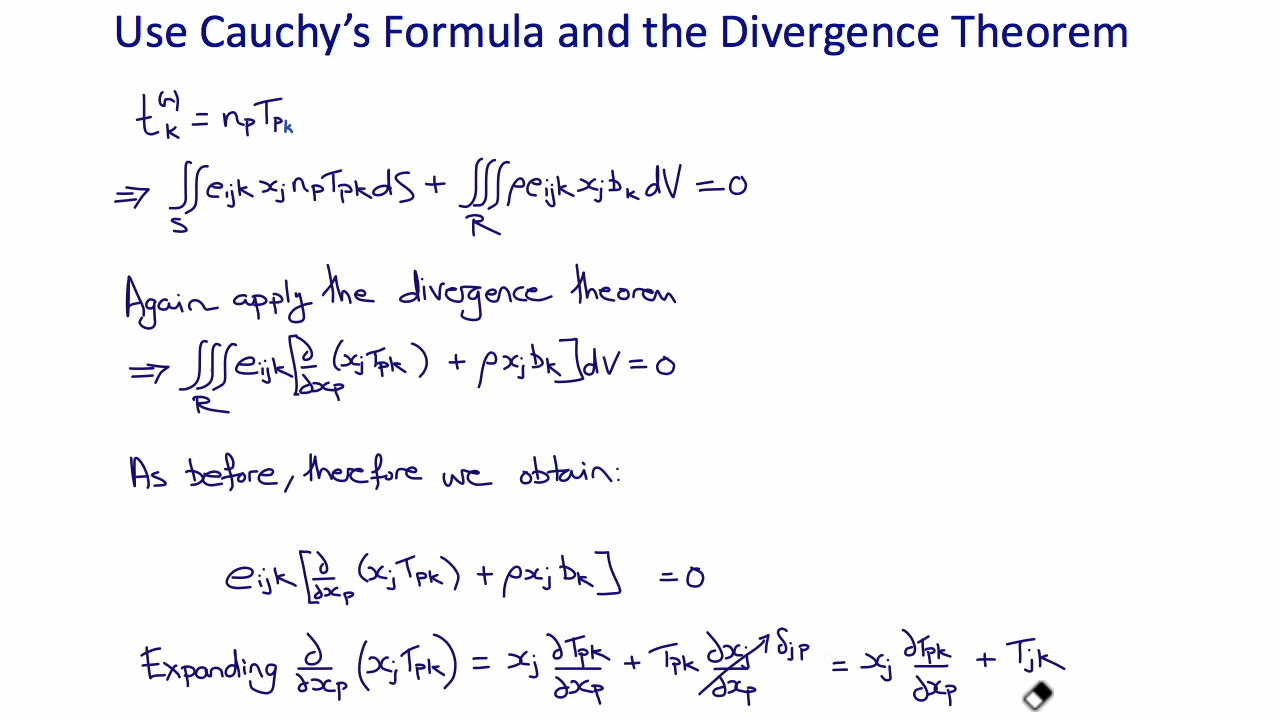 Use Cauchy's Formula and the Divergence Theorem
t_k^(n) = n_p T_pk
⇒ ∬_S e_ijk x_j n_p T_pk dS + ∭_R ρ e_ijk x_j b_k dV = 0
Again apply the divergence theorem
⇒ ∭_R e_ijk [∂/∂x_p (x_j T_pk) + ρ x_j b_k] dV = 0
As before, therefore we obtain:
e_ijk [∂/∂x_p (x_j T_pk) + ρ x_j b_k] = 0
Expanding ∂/∂x_p (x_j T_pk) = x_j ∂T_pk/∂x_p + T_pk ∂x_j/∂x_p ↗ δ_jp = x_j ∂T_pk/∂x_p + T_jk